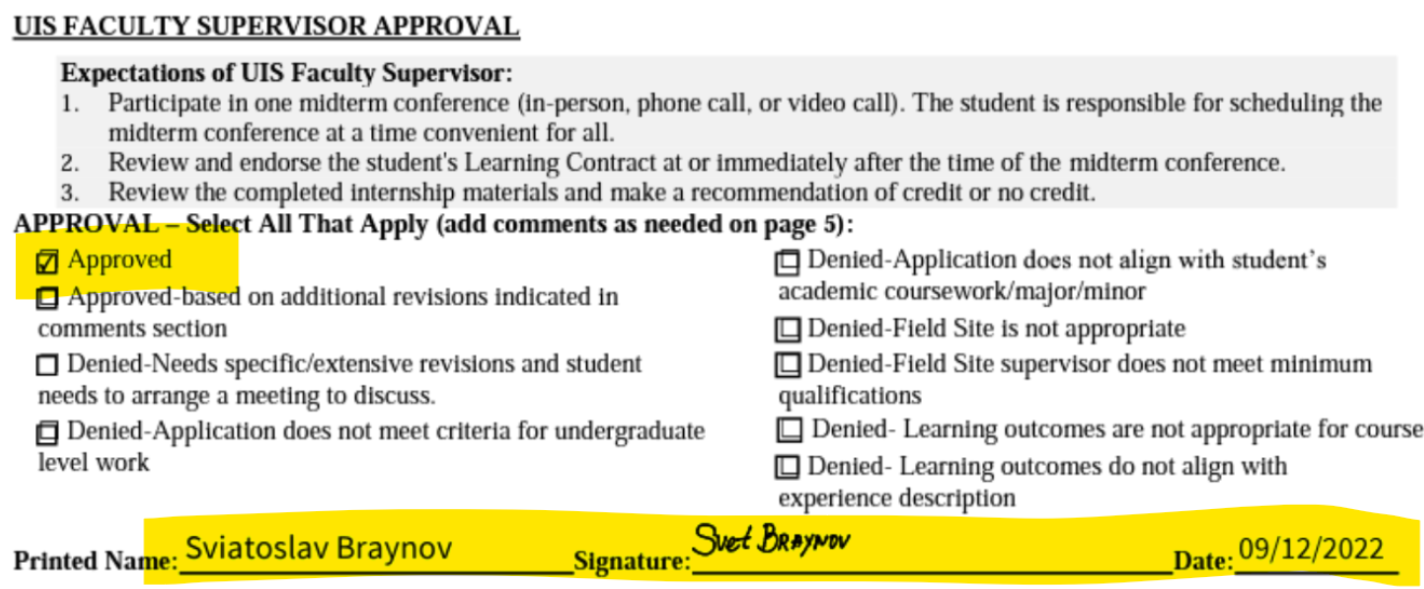 UIS FACULTY SUPERVISOR APPROVAL
Expectations of UIS Faculty Supervisor:
1. Participate in one midterm conference (in-person, phone call, or video call). The student is responsible for scheduling the
midterm conference at a time convenient for all.
2. Review and endorse the student's Learning Contract at or immediately after the time of the midterm conference.
3. Review the completed internship materials and make a recommendation of credit or no credit.
APPROVAL – Select All That Apply (add comments as needed on page 5):
☑ Approved
☐ Approved-based on additional revisions indicated in
comments section
☐ Denied-Needs specific/extensive revisions and student
needs to arrange a meeting to discuss.
☐ Denied-Application does not meet criteria for undergraduate
level work
☐ Denied-Application does not align with student’s
academic coursework/major/minor
☐ Denied-Field Site is not appropriate
☐ Denied-Field Site supervisor does not meet minimum
qualifications
☐ Denied- Learning outcomes are not appropriate for course
☐ Denied- Learning outcomes do not align with
experience description
Printed Name: Sviatoslav Braynov Signature: Svet BRAYNOV Date: 09/12/2022